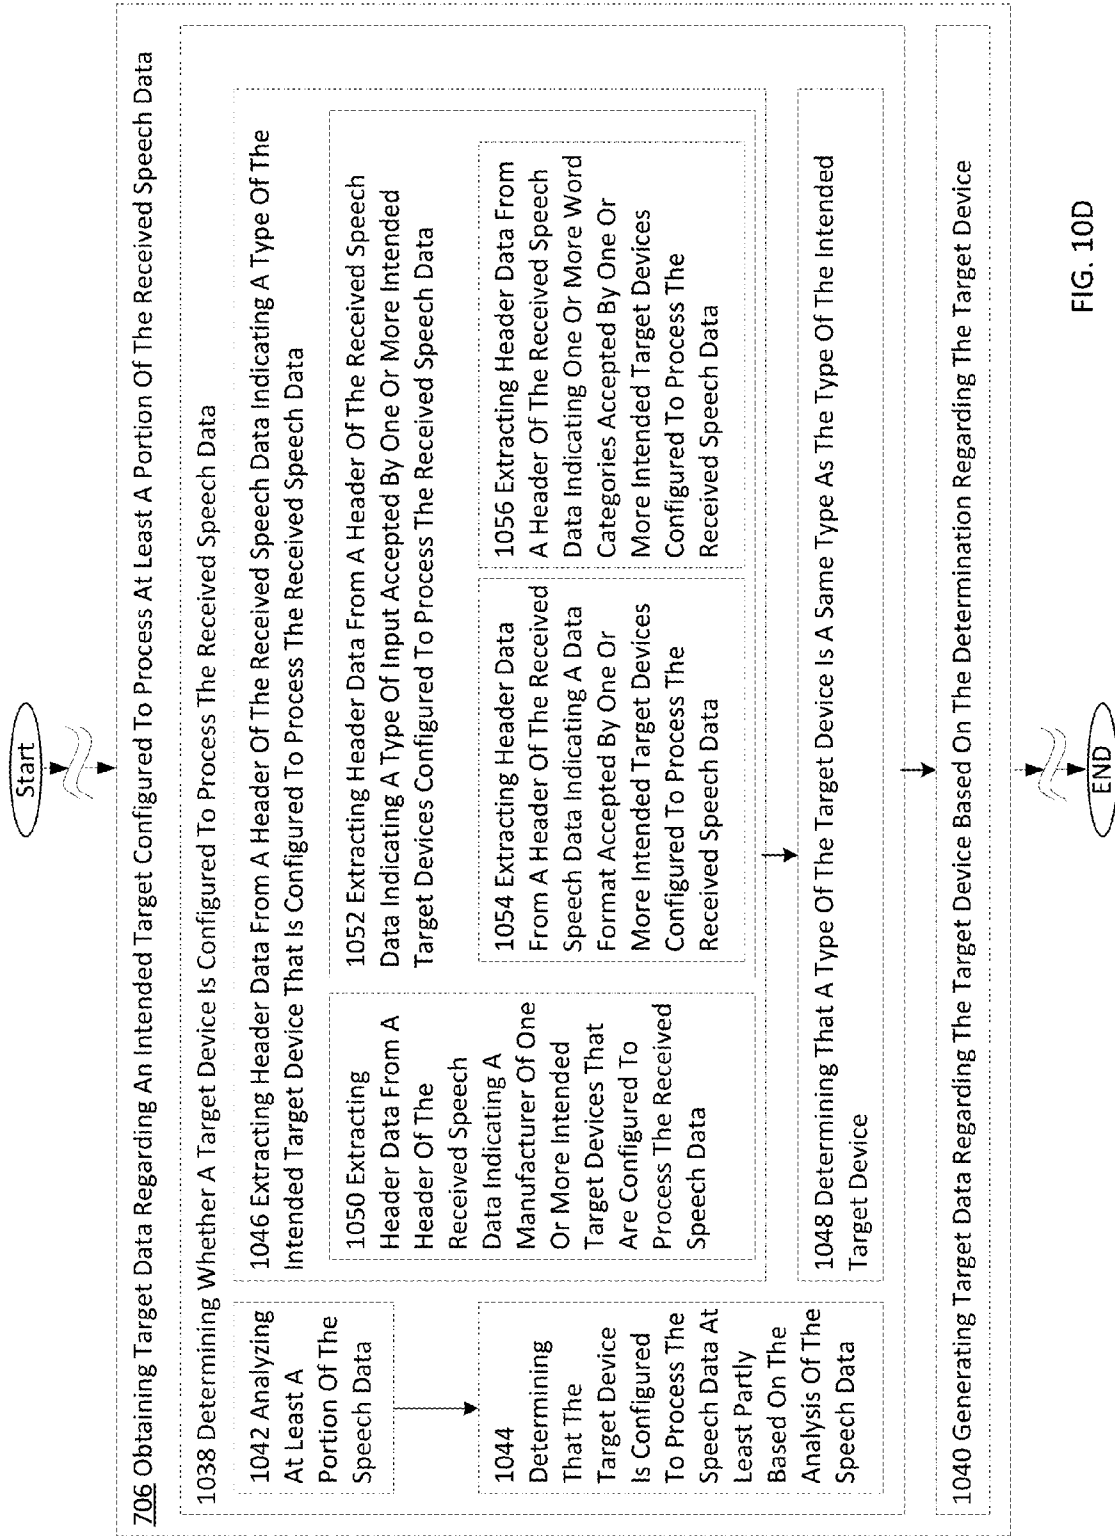 Start
706 Obtaining Target Data Regarding An Intended Target Configured To Process At Least A Portion Of The Received Speech Data
1038 Determining Whether A Target Device Is Configured To Process The Received Speech Data
1042 Analyzing
At Least A
Portion Of The
Speech Data
1044
Determining
That The
Target Device
Is Configured
To Process The
Speech Data At
Least Partly
Based On The
Analysis Of The
Speech Data
1046 Extracting Header Data From A Header Of The Received Speech Data Indicating A Type Of The
Intended Target Device That Is Configured To Process The Received Speech Data
1050 Extracting
Header Data From A
Header Of The
Received Speech
Data Indicating A
Manufacturer Of One
Or More Intended
Target Devices That
Are Configured To
Process The Received
Speech Data
1052 Extracting Header Data From A Header Of The Received Speech
Data Indicating A Type Of Input Accepted By One Or More Intended
Target Devices Configured To Process The Received Speech Data
1054 Extracting Header Data
From A Header Of The Received
Speech Data Indicating A Data
Format Accepted By One Or
More Intended Target Devices
Configured To Process The
Received Speech Data
1056 Extracting Header Data From
A Header Of The Received Speech
Data Indicating One Or More Word
Categories Accepted By One Or
More Intended Target Devices
Configured To Process The
Received Speech Data
1048 Determining That A Type Of The Target Device Is A Same Type As The Type Of The Intended
Target Device
1040 Generating Target Data Regarding The Target Device Based On The Determination Regarding The Target Device
END
FIG. 10D